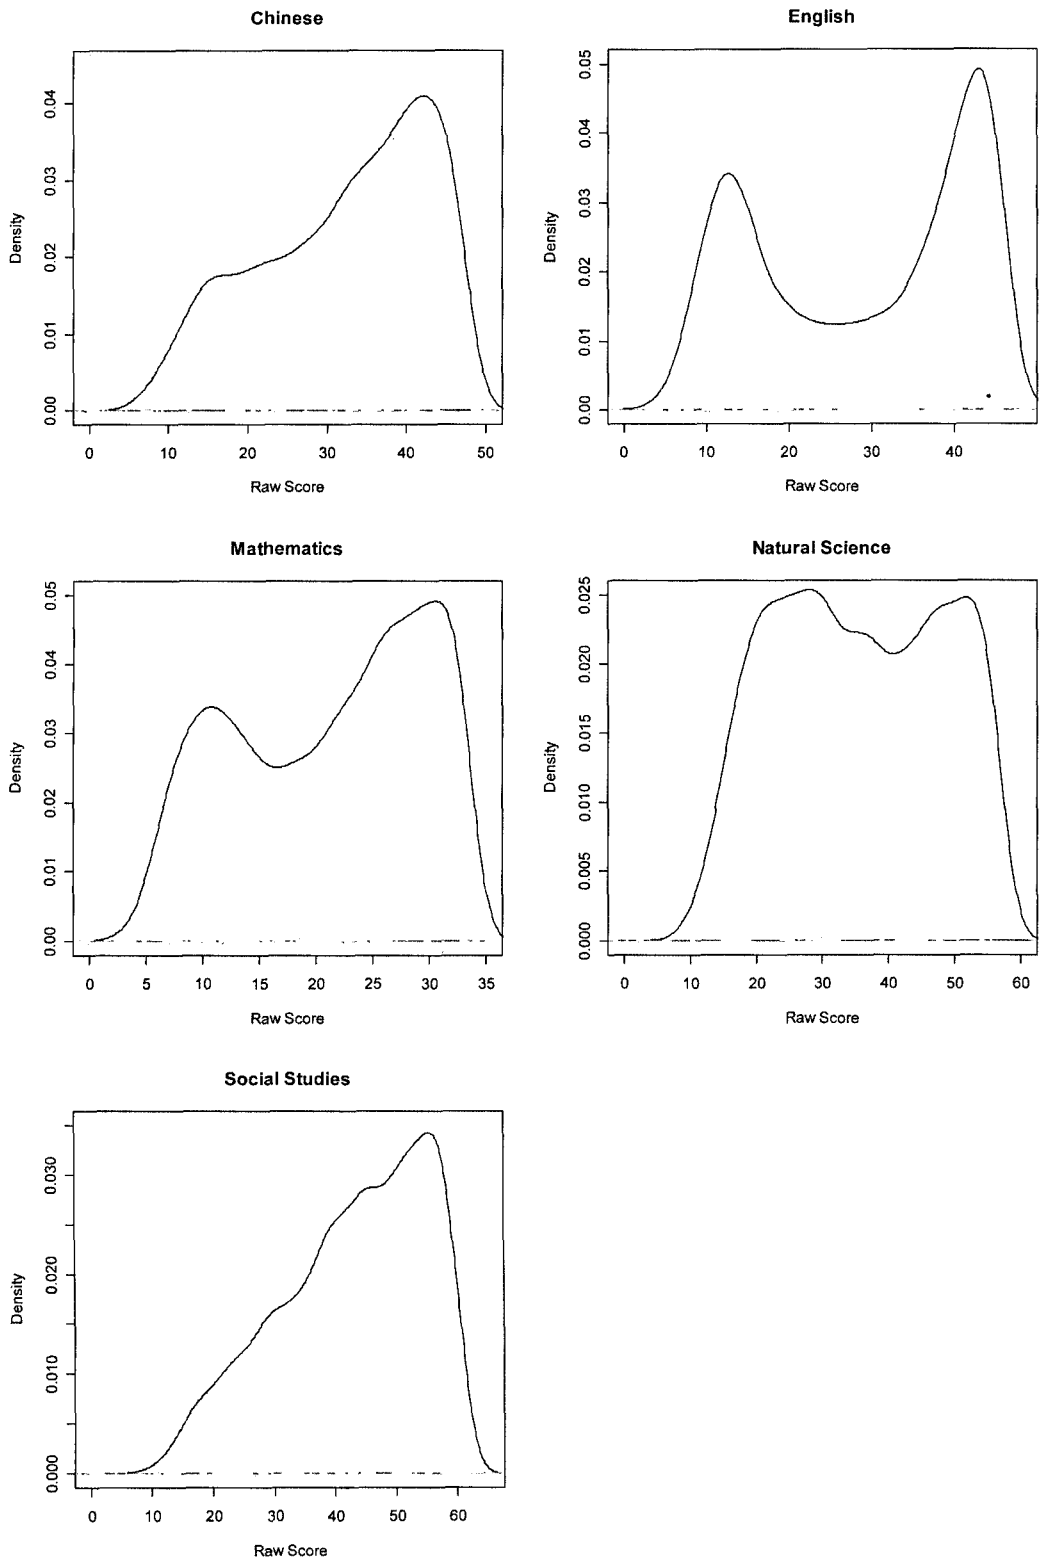 Chinese
Density
0.00 0.01 0.02 0.03 0.04
0 10 20 30 40 50
Raw Score
English
Density
0.00 0.01 0.02 0.03 0.04 0.05
0 10 20 30 40
Raw Score
Mathematics
Density
0.00 0.01 0.02 0.03 0.04 0.05
0 5 10 15 20 25 30 35
Raw Score
Natural Science
Density
0.000 0.005 0.010 0.015 0.020 0.025
0 10 20 30 40 50 60
Raw Score
Social Studies
Density
0.000 0.010 0.020 0.030
0 10 20 30 40 50 60
Raw Score